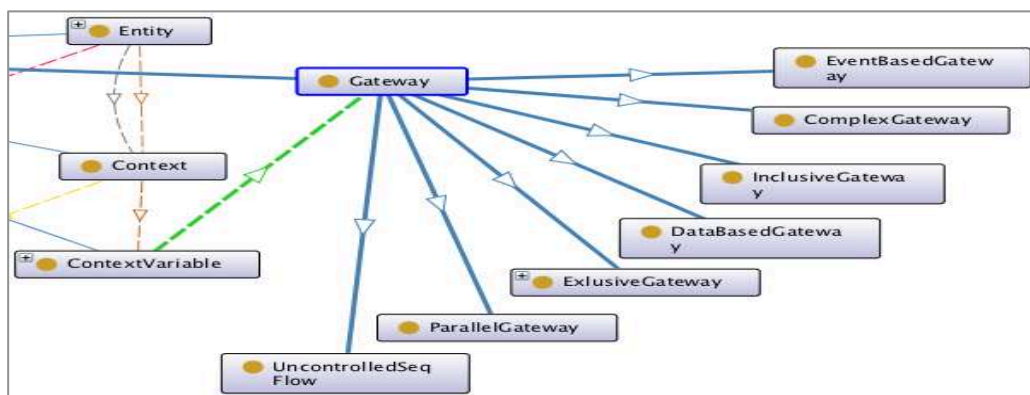 Entity
Gateway
EventBasedGatew
ay
ComplexGateway
Context
InclusiveGatewa
y
DataBasedGatewa
y
ContextVariable
ExlusiveGateway
ParallelGateway
UncontrolledSeq
Flow